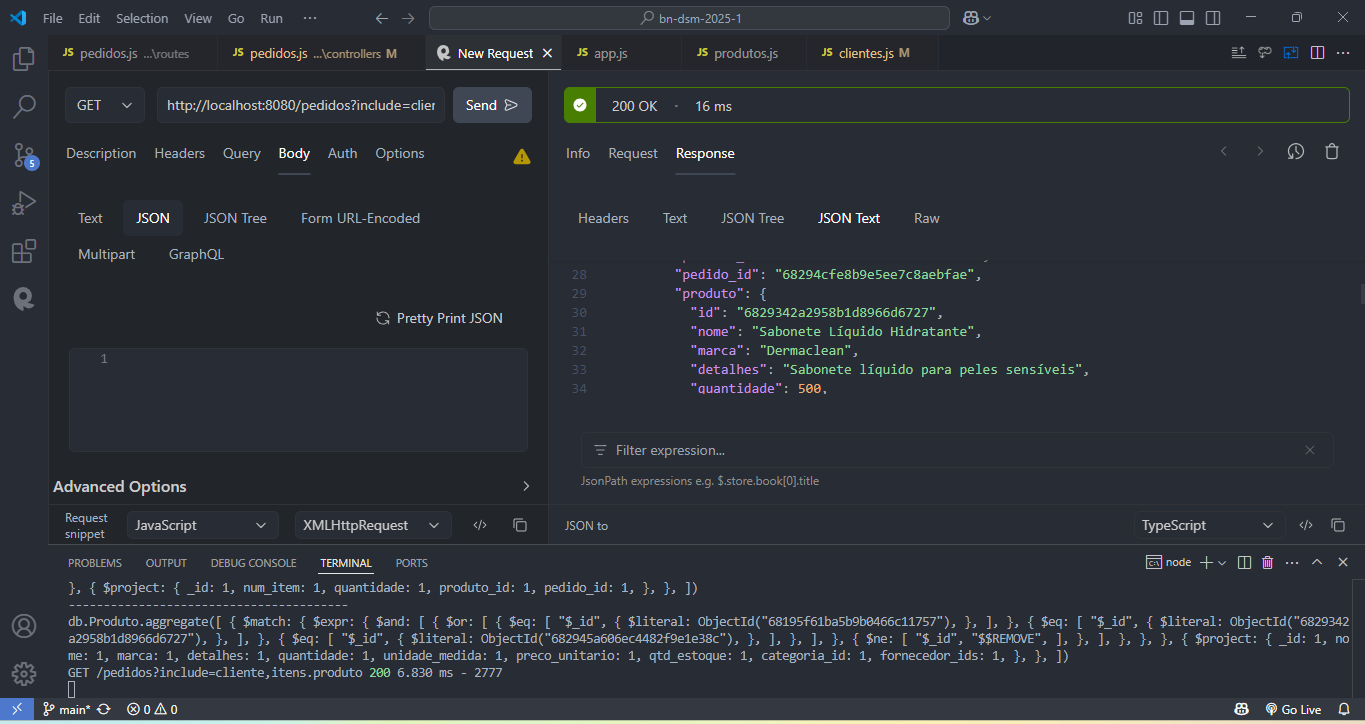 File Edit Selection View Go Run ··· bn-dsm-2025-1
JS pedidos.js ...\routes JS pedidos.js ...\controllers M New Request JS app.js JS produtos.js JS clientes.js M
GET http://localhost:8080/pedidos?include=clien Send 200 OK · 16 ms
Description Headers Query Body Auth Options
Info Request Response
Text JSON JSON Tree Form URL-Encoded
Multipart GraphQL
Headers Text JSON Tree JSON Text Raw
Pretty Print JSON
1
28 "pedido_id": "68294cfe8b9e5ee7c8aebfae",
29 "produto": {
30 "id": "6829342a2958b1d8966d6727",
31 "nome": "Sabonete Líquido Hidratante",
32 "marca": "Dermaclean",
33 "detalhes": "Sabonete líquido para peles sensíveis",
34 "quantidade": 500,
Filter expression...
JsonPath expressions e.g. $.store.book[0].title
Advanced Options
Request snippet JavaScript XMLHttpRequest
JSON to TypeScript
5
PROBLEMS OUTPUT DEBUG CONSOLE TERMINAL PORTS node
}, { $project: { _id: 1, num_item: 1, quantidade: 1, produto_id: 1, pedido_id: 1, }, }, ])
----------------------------------------
db.Produto.aggregate([ { $match: { $expr: { $and: [ { $or: [ { $eq: [ "$_id", { $literal: ObjectId("68195f61ba5b9b0466c11757"), }, ], }, { $eq: [ "$_id", { $literal: ObjectId("6829342
a2958b1d8966d6727"), }, ], }, { $eq: [ "$_id", { $literal: ObjectId("682945a606ec4482f9e1e38c"), }, ], }, ], }, { $ne: [ "$_id", "$$REMOVE", ], }, ], }, }, }, { $project: { _id: 1, no
me: 1, marca: 1, detalhes: 1, quantidade: 1, unidade_medida: 1, preco_unitario: 1, qtd_estoque: 1, categoria_id: 1, fornecedor_ids: 1, }, }, ])
GET /pedidos?include=cliente,itens.produto 200 6.830 ms - 2777
main* 0 0 Go Live